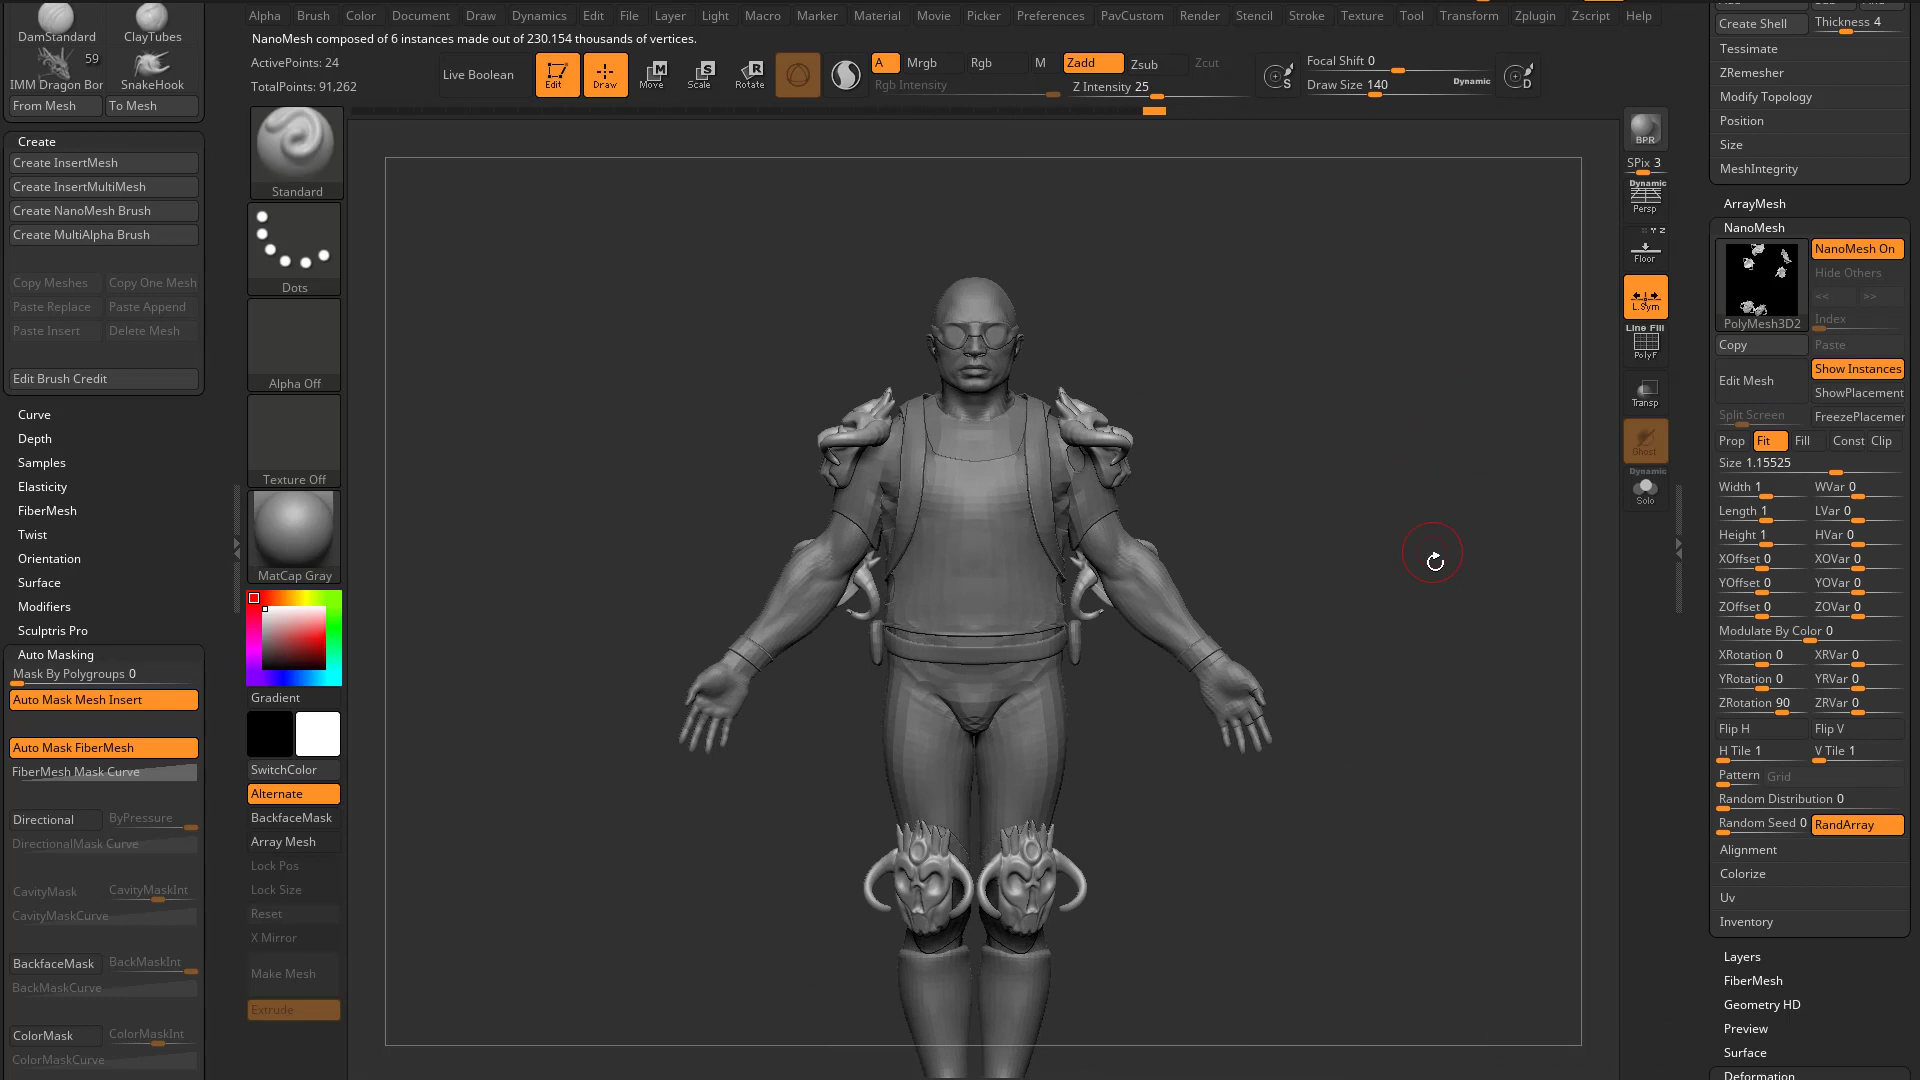 Alpha Brush Color Document Draw Dynamics Edit File Layer Light Macro Marker Material Movie Picker Preferences PavCustom Render Stencil Stroke Texture Tool Transform Zplugin Zscript Help
NanoMesh composed of 6 instances made out of 230.154 thousands of vertices.
ActivePoints: 24
TotalPoints: 91,262
Live Boolean
Edit
Draw
Move
Scale
Rotate
A Mrgb Rgb M Zadd Zsub Zcut
Rgb Intensity
Z Intensity 25
Focal Shift 0
Draw Size 140 Dynamic
DamStandard ClayTubes
59
IMM Dragon Bor SnakeHook
From Mesh To Mesh
Create
Create InsertMesh
Create InsertMultiMesh
Create NanoMesh Brush
Create MultiAlpha Brush
Copy Meshes Copy One Mesh
Paste Replace Paste Append
Paste Insert Delete Mesh
Edit Brush Credit
Curve
Depth
Samples
Elasticity
FiberMesh
Twist
Orientation
Surface
Modifiers
Sculptris Pro
Auto Masking
Mask By Polygroups 0
Auto Mask Mesh Insert
Auto Mask FiberMesh
FiberMesh Mask Curve
Directional ByPressure
DirectionalMask Curve
CavityMask CavityMaskInt
CavityMaskCurve
BackfaceMask BackMaskInt
BackMaskCurve
ColorMask ColorMaskInt
ColorMaskCurve
Standard
Dots
Alpha Off
Texture Off
MatCap Gray
Gradient
SwitchColor
Alternate
BackfaceMask
Array Mesh
Lock Pos
Lock Size
Reset
X Mirror
Make Mesh
Extrude
BPR
SPix 3
Dynamic
Persp
Floor
L.Sym
Line Fill
PolyF
Transp
Ghost
Dynamic
Solo
Create Shell Thickness 4
Tessimate
ZRemesher
Modify Topology
Position
Size
MeshIntegrity
ArrayMesh
NanoMesh
NanoMesh On
Hide Others
<< >>
Index
PolyMesh3D2
Copy Paste
Edit Mesh Show Instances
ShowPlacement
Split Screen FreezePlacemer
Prop Fit Fill Const Clip
Size 1.15525
Width 1 WVar 0
Length 1 LVar 0
Height 1 HVar 0
XOffset 0 XOVar 0
YOffset 0 YOVar 0
ZOffset 0 ZOVar 0
Modulate By Color 0
XRotation 0 XRVar 0
YRotation 0 YRVar 0
ZRotation 90 ZRVar 0
Flip H Flip V
H Tile 1 V Tile 1
Pattern Grid
Random Distribution 0
Random Seed 0 RandArray
Alignment
Colorize
Uv
Inventory
Layers
FiberMesh
Geometry HD
Preview
Surface
Deformation